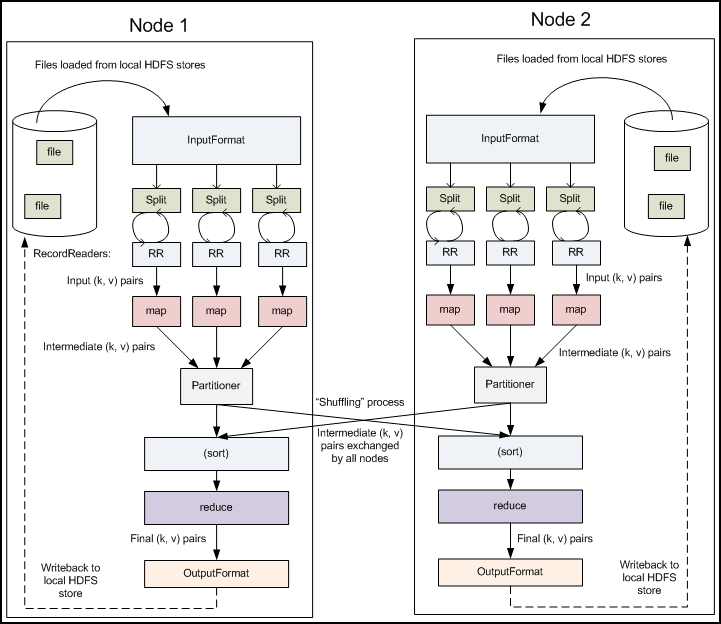 Node 1
Files loaded from local HDFS stores
file
file
InputFormat
Split
Split
Split
RecordReaders:
RR
RR
RR
Input (k, v) pairs
map
map
map
Intermediate (k, v) pairs
Partitioner
(sort)
reduce
Final (k, v) pairs
OutputFormat
Writeback to
local HDFS
store
"Shuffling" process
Intermediate (k, v)
pairs exchanged
by all nodes
Node 2
Files loaded from local HDFS stores
InputFormat
file
file
Split
Split
Split
RR
RR
RR
Input (k, v) pairs
map
map
map
Intermediate (k, v) pairs
Partitioner
(sort)
reduce
Final (k, v) pairs
OutputFormat
Writeback to
local HDFS
store